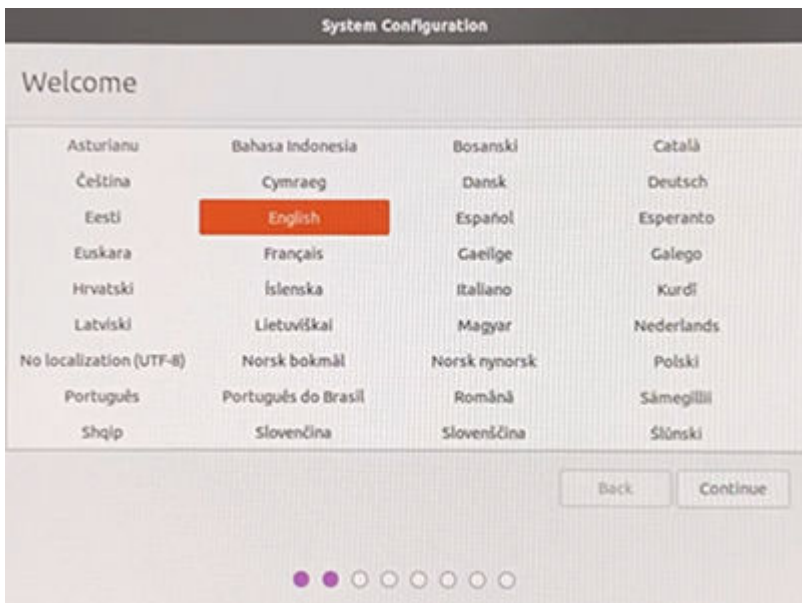 System Configuration
Welcome
Asturianu Bahasa Indonesia Bosanski Català
Čeština Cymraeg Dansk Deutsch
Eesti English Español Esperanto
Euskara Français Gaeilge Galego
Hrvatski Íslenska Italiano Kurdî
Latviski Lietuviškai Magyar Nederlands
No localization (UTF-8) Norsk bokmål Norsk nynorsk Polski
Português Português do Brasil Română Sámegillii
Shqip Slovenčina Slovenščina Ślůnski
Back Continue